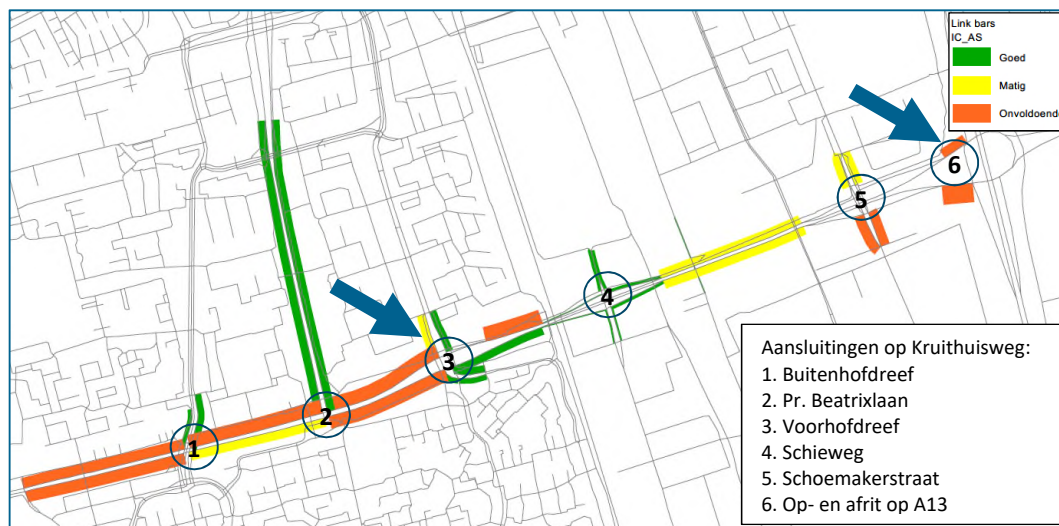 Link bars
IC_AS
Goed
Matig
Onvoldoende
6
5
4
3
2
1
Aansluitingen op Kruithuisweg:
1. Buitenhofdreef
2. Pr. Beatrixlaan
3. Voorhofdreef
4. Schieweg
5. Schoemakerstraat
6. Op- en afrit op A13